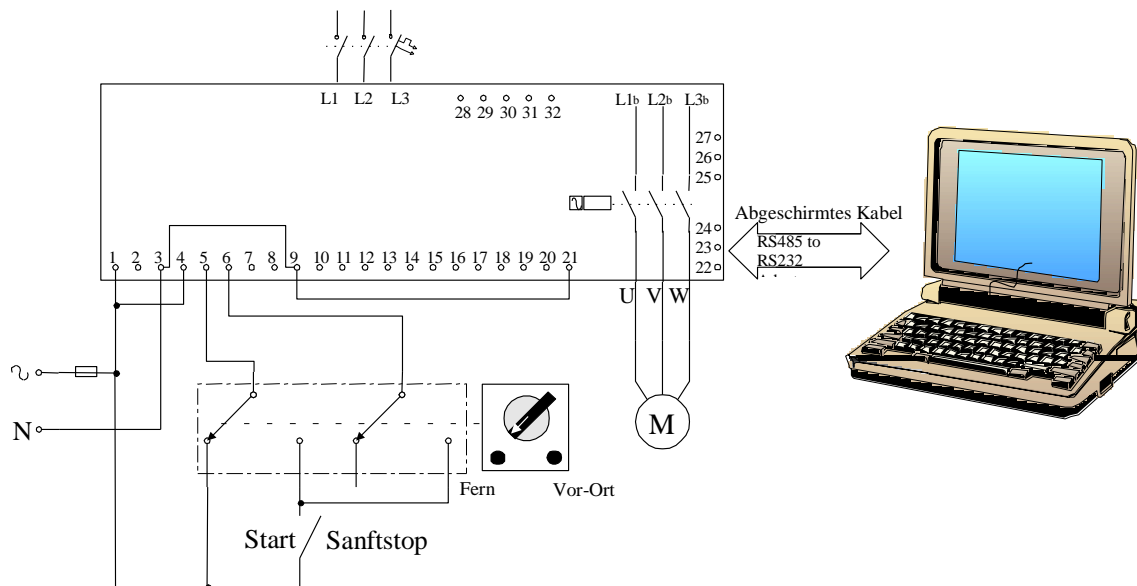 L1 L2 L3
28 29 30 31 32
L1b L2b L3b
27
26
25
24
23
22
Abgeschirmtes Kabel
RS485 to
RS232
1 2 3 4 5 6 7 8 9 10 11 12 13 14 15 16 17 18 19 20 21
U V W
N
M
Fern Vor-Ort
Start Sanftstop